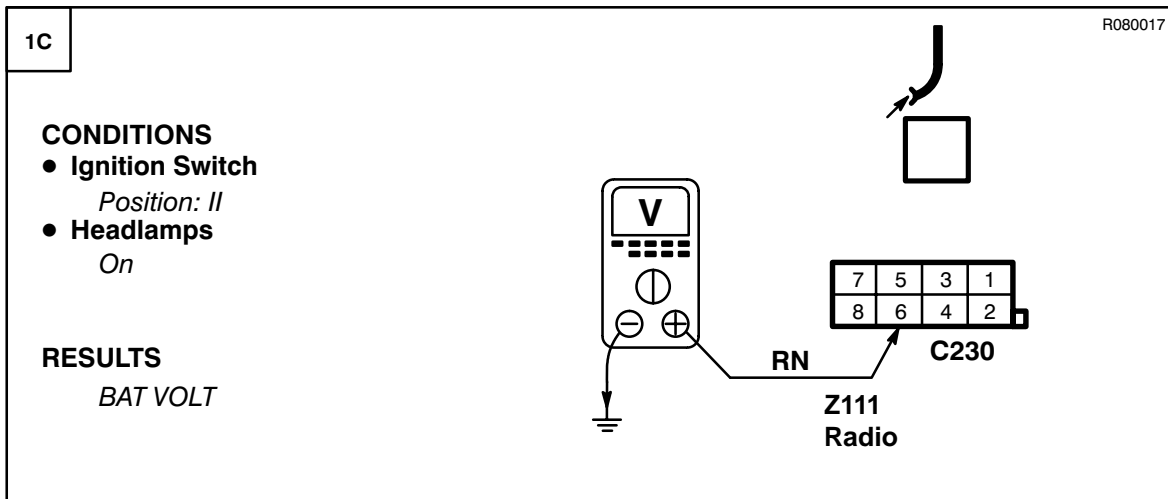 1C
R080017
CONDITIONS
● Ignition Switch
Position: II
● Headlamps
On
RESULTS
BAT VOLT
V
7 5 3 1
8 6 4 2
C230
RN
Z111
Radio